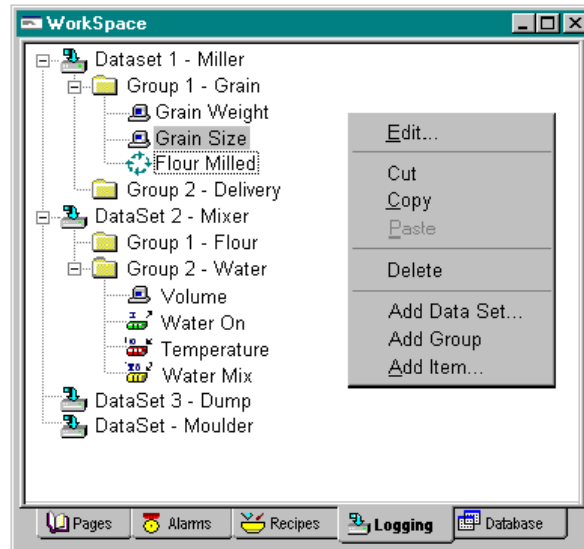 WorkSpace
Dataset 1 - Miller
Group 1 - Grain
Grain Weight
Grain Size
Flour Milled
Group 2 - Delivery
DataSet 2 - Mixer
Group 1 - Flour
Group 2 - Water
Volume
Water On
Temperature
Water Mix
DataSet 3 - Dump
DataSet - Moulder
Edit...
Cut
Copy
Paste
Delete
Add Data Set...
Add Group
Add Item...
Pages Alarms Recipes Logging Database